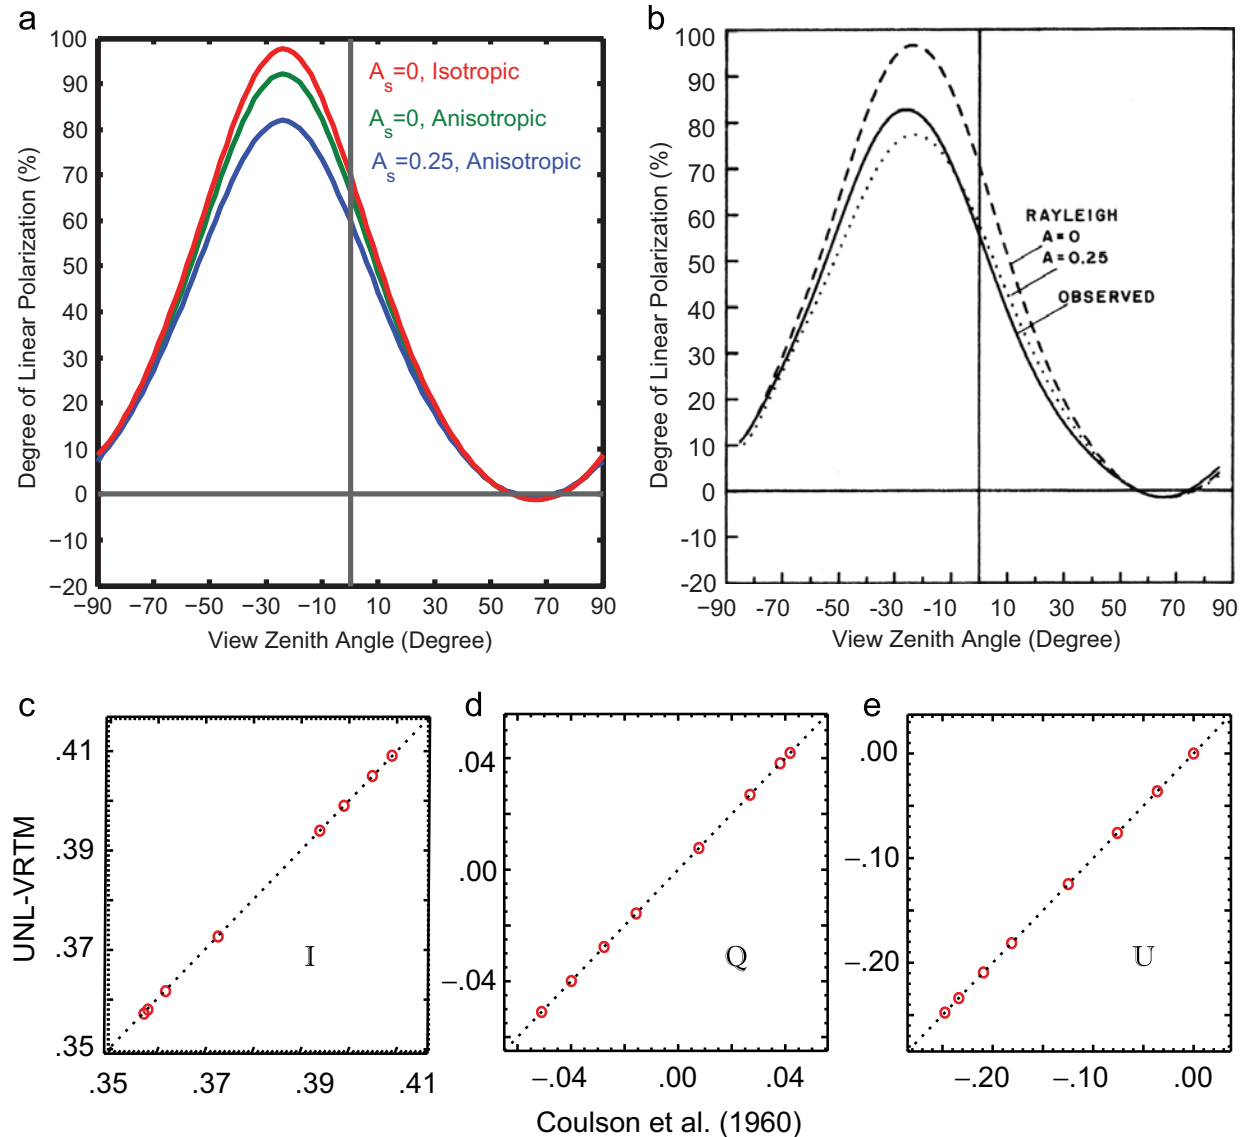 a
100
90
80
70
60
50
40
30
20
10
0
−10
−20
Degree of Linear Polarization (%)
A_s=0, Isotropic
A_s=0, Anisotropic
A_s=0.25, Anisotropic
−90 −70 −50 −30 −10 10 30 50 70 90
View Zenith Angle (Degree)
b
100
90
80
70
60
50
40
30
20
10
0
-10
-20
Degree of Linear Polarization (%)
RAYLEIGH
A=0
A=0.25
OBSERVED
−90 -70 -50 -30 -10 10 30 50 70 90
View Zenith Angle (Degree)
c
.41
.39
.37
.35
UNL-VRTM
I
.35 .37 .39 .41
d
.04
.00
−.04
Q
−.04 .00 .04
e
.00
−.10
−.20
U
−.20 −.10 .00
Coulson et al. (1960)